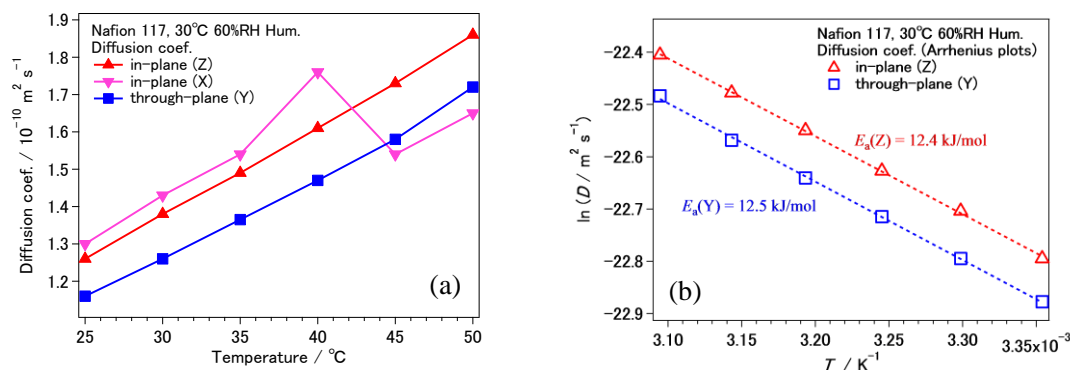 Nafion 117, 30℃ 60%RH Hum.
Diffusion coef.
in-plane (Z)
in-plane (X)
through-plane (Y)
Diffusion coef. / 10⁻¹⁰ m² s⁻¹
1.9
1.8
1.7
1.6
1.5
1.4
1.3
1.2
(a)
25
30
35
40
45
50
Temperature / ℃
Nafion 117, 30℃ 60%RH Hum.
Diffusion coef. (Arrhenius plots)
in-plane (Z)
through-plane (Y)
ln (D / m² s⁻¹)
-22.4
-22.5
-22.6
-22.7
-22.8
-22.9
Eₐ(Z) = 12.4 kJ/mol
Eₐ(Y) = 12.5 kJ/mol
(b)
3.10
3.15
3.20
3.25
3.30
3.35x10⁻³
T / K⁻¹